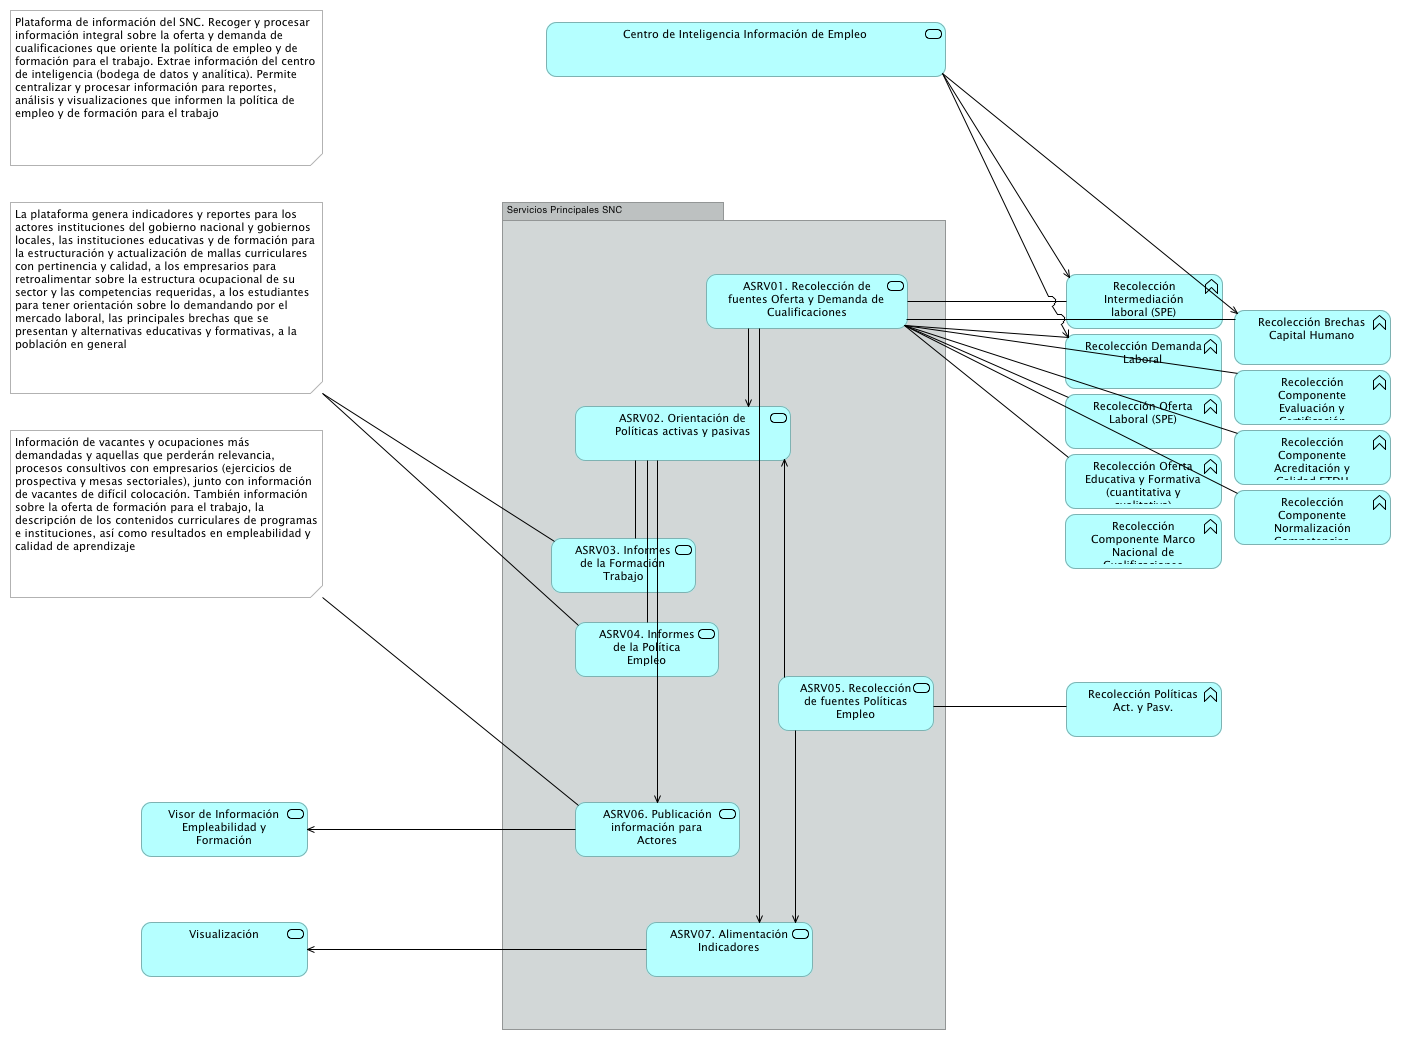 Plataforma de información del SNC. Recoger y procesar
información integral sobre la oferta y demanda de
cualificaciones que oriente la política de empleo y de
formación para el trabajo. Extrae información del centro
de inteligencia (bodega de datos y analítica). Permite
centralizar y procesar información para reportes,
análisis y visualizaciones que informen la política de
empleo y de formación para el trabajo
Centro de Inteligencia Información de Empleo
La plataforma genera indicadores y reportes para los
actores instituciones del gobierno nacional y gobiernos
locales, las instituciones educativas y de formación para
la estructuración y actualización de mallas curriculares
con pertinencia y calidad, a los empresarios para
retroalimentar sobre la estructura ocupacional de su
sector y las competencias requeridas, a los estudiantes
para tener orientación sobre lo demandando por el
mercado laboral, las principales brechas que se
presentan y alternativas educativas y formativas, a la
población en general
Información de vacantes y ocupaciones más
demandadas y aquellas que perderán relevancia,
procesos consultivos con empresarios (ejercicios de
prospectiva y mesas sectoriales), junto con información
de vacantes de difícil colocación. También información
sobre la oferta de formación para el trabajo, la
descripción de los contenidos curriculares de programas
e instituciones, así como resultados en empleabilidad y
calidad de aprendizaje
Servicios Principales SNC
ASRV01. Recolección de
fuentes Oferta y Demanda de
Cualificaciones
ASRV02. Orientación de
Políticas activas y pasivas
ASRV03. Informes
de la Formación
Trabajo
ASRV04. Informes
de la Política
Empleo
ASRV05. Recolección
de fuentes Políticas
Empleo
ASRV06. Publicación
información para
Actores
ASRV07. Alimentación
Indicadores
Recolección
Intermediación
laboral (SPE)
Recolección Demanda
Laboral
Recolección Oferta
Laboral (SPE)
Recolección Oferta
Educativa y Formativa
(cuantitativa y
cualitativa)
Recolección
Componente Marco
Nacional de
Cualificaciones
Recolección Brechas
Capital Humano
Recolección
Componente
Evaluación y
Certificación
Recolección
Componente
Acreditación y
Calidad ETDH
Recolección
Componente
Normalización
Competencias
Recolección Políticas
Act. y Pasv.
Visor de Información
Empleabilidad y
Formación
Visualización